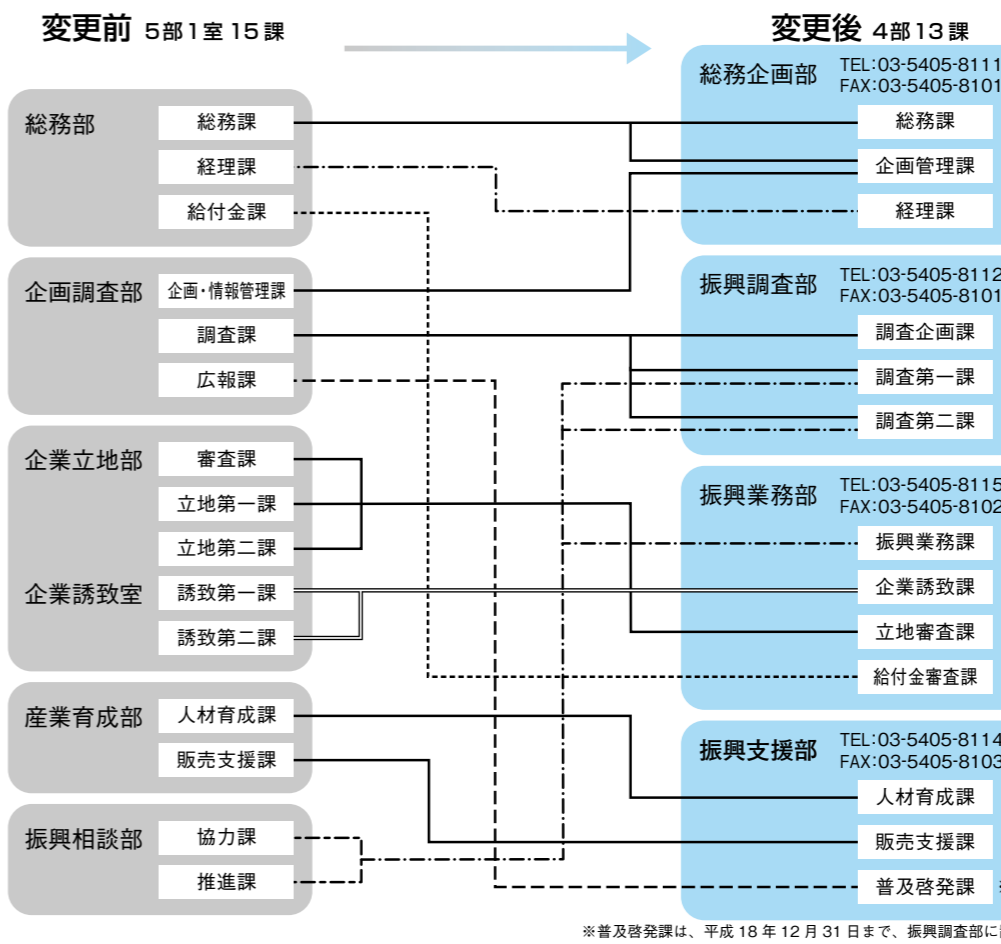 変更前 5部1室15課
総務部
総務課
経理課
給付金課
企画調査部
企画・情報管理課
調査課
広報課
企業立地部
審査課
立地第一課
立地第二課
企業誘致室
誘致第一課
誘致第二課
産業育成部
人材育成課
販売支援課
振興相談部
協力課
推進課
変更後 4部13課
総務企画部
TEL:03-5405-8111
FAX:03-5405-8101
総務課
企画管理課
経理課
振興調査部
TEL:03-5405-8112
FAX:03-5405-8101
調査企画課
調査第一課
調査第二課
振興業務部
TEL:03-5405-8115
FAX:03-5405-8102
振興業務課
企業誘致課
立地審査課
給付金審査課
振興支援部
TEL:03-5405-8114
FAX:03-5405-8103
人材育成課
販売支援課
普及啓発課
※普及啓発課は、平成18年12月31日まで、振興調査部に